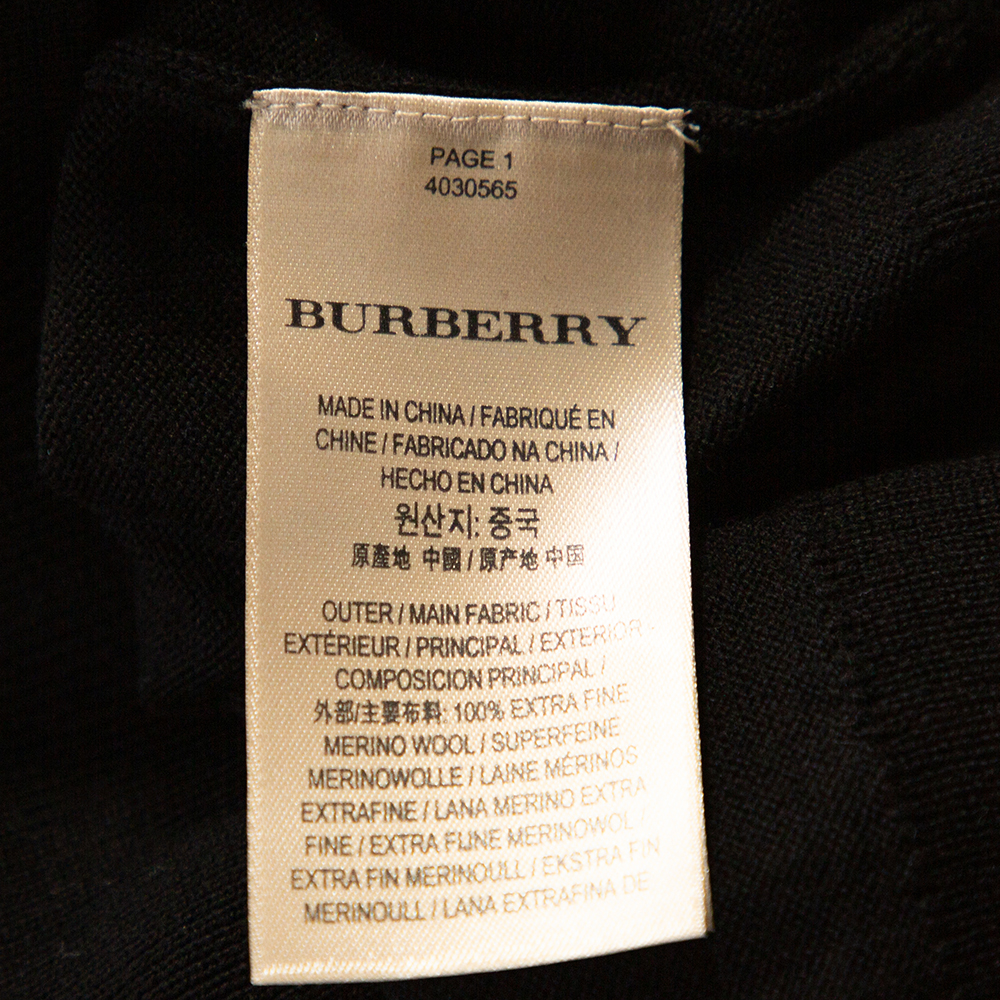 PAGE 1
4030565
BURBERRY
MADE IN CHINA / FABRIQUÉ EN
CHINE / FABRICADO NA CHINA /
HECHO EN CHINA
원산지: 중국
原產地 中國 / 原产地 中国
OUTER / MAIN FABRIC / TISSU
EXTÉRIEUR / PRINCIPAL / EXTERIOR -
COMPOSICION PRINCIPAL /
外部/主要布料: 100% EXTRA FINE
MERINO WOOL / SUPERFEINE
MERINOWOLLE / LAINE MÉRINOS
EXTRAFINE / LANA MERINO EXTRA
FINE / EXTRA FIJNE MERINOWOL /
EXTRA FIN MERINOULL / EKSTRA FIN
MERINOULL / LANA EXTRAFINA DE